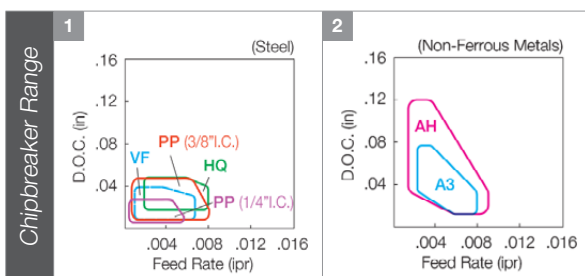 Chipbreaker Range
1
(Steel)
.16
.12
.04
D.O.C. (in)
PP (3/8"I.C.)
VF
HQ
PP (1/4"I.C.)
.004 .008 .012 .016
Feed Rate (ipr)
2
(Non-Ferrous Metals)
.16
.12
.04
D.O.C. (in)
AH
A3
.004 .008 .012 .016
Feed Rate (ipr)